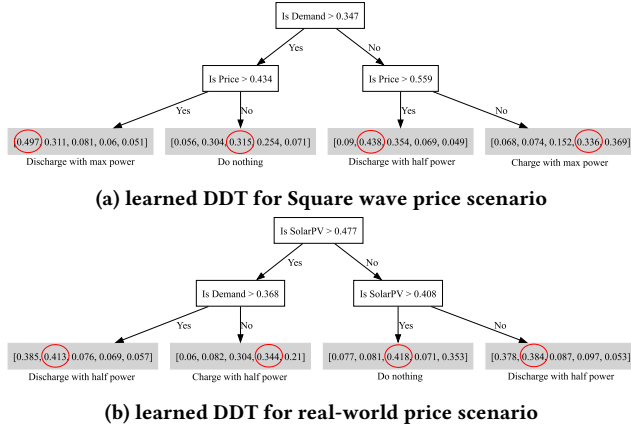 Is Demand > 0.347
Yes
No
Is Price > 0.434
Is Price > 0.559
Yes
No
Yes
No
[0.497, 0.311, 0.081, 0.06, 0.051]
[0.056, 0.304, 0.315, 0.254, 0.071]
[0.09, 0.438, 0.354, 0.069, 0.049]
[0.068, 0.074, 0.152, 0.336, 0.369]
Discharge with max power
Do nothing
Discharge with half power
Charge with max power
(a) learned DDT for Square wave price scenario
Is SolarPV > 0.477
Yes
No
Is Demand > 0.368
Is SolarPV > 0.408
Yes
No
Yes
No
[0.385, 0.413, 0.076, 0.069, 0.057]
[0.06, 0.082, 0.304, 0.344, 0.21]
[0.077, 0.081, 0.418, 0.071, 0.353]
[0.378, 0.384, 0.087, 0.097, 0.053]
Discharge with half power
Charge with half power
Do nothing
Discharge with half power
(b) learned DDT for real-world price scenario